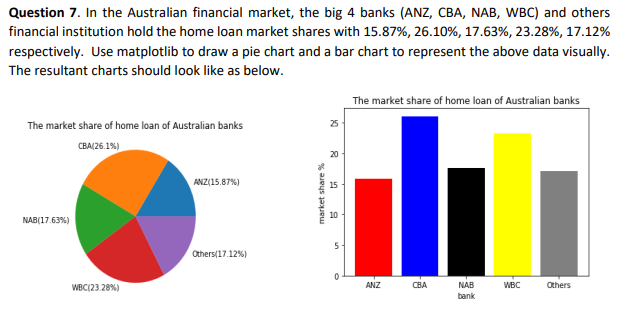 Question 7. In the Australian financial market, the big 4 banks (ANZ, CBA, NAB, WBC) and others
financial institution hold the home loan market shares with 15.87%, 26.10%, 17.63%, 23.28%, 17.12%
respectively. Use matplotlib to draw a pie chart and a bar chart to represent the above data visually.
The resultant charts should look like as below.
The market share of home loan of Australian banks
CBA(26.1%)
ANZ(15.87%)
NAB(17.63%)
Others(17.12%)
WBC(23.28%)
The market share of home loan of Australian banks
market share %
25
20
15
10
5
0
ANZ CBA NAB WBC Others
bank